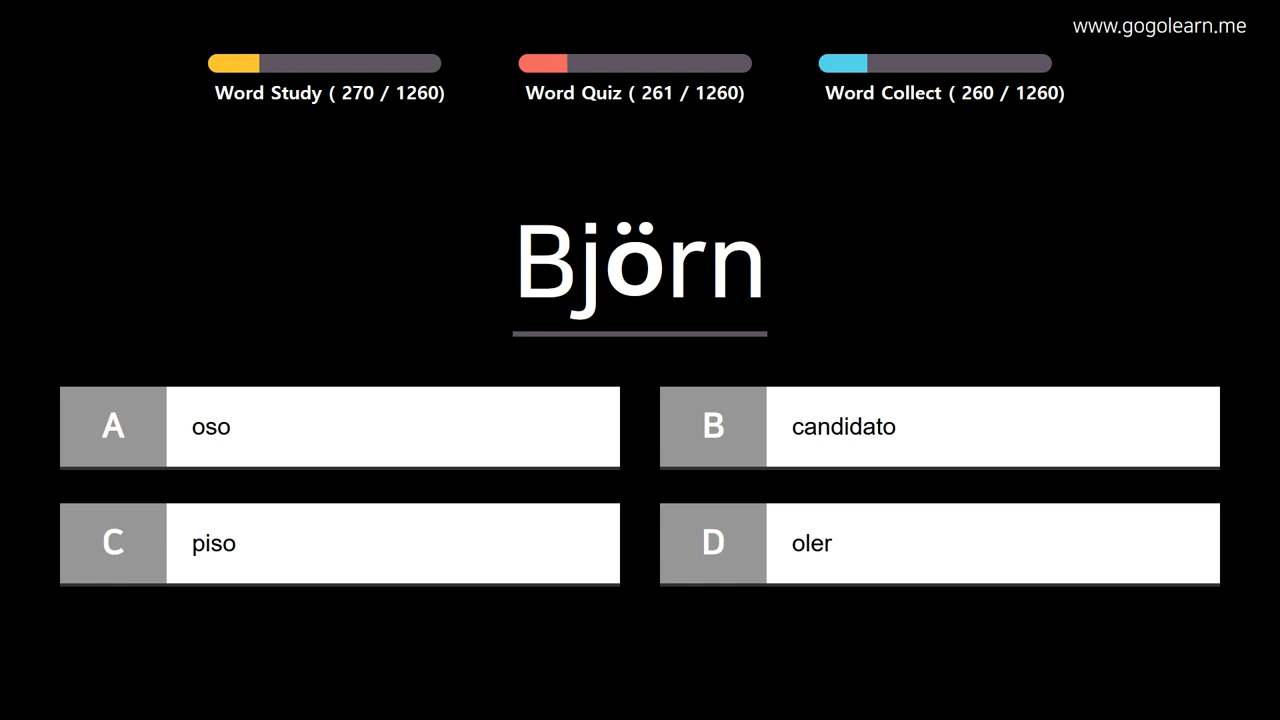 www.gogolearn.me
Word Study ( 270 / 1260)
Word Quiz ( 261 / 1260)
Word Collect ( 260 / 1260)
Björn
A oso
B candidato
C piso
D oler